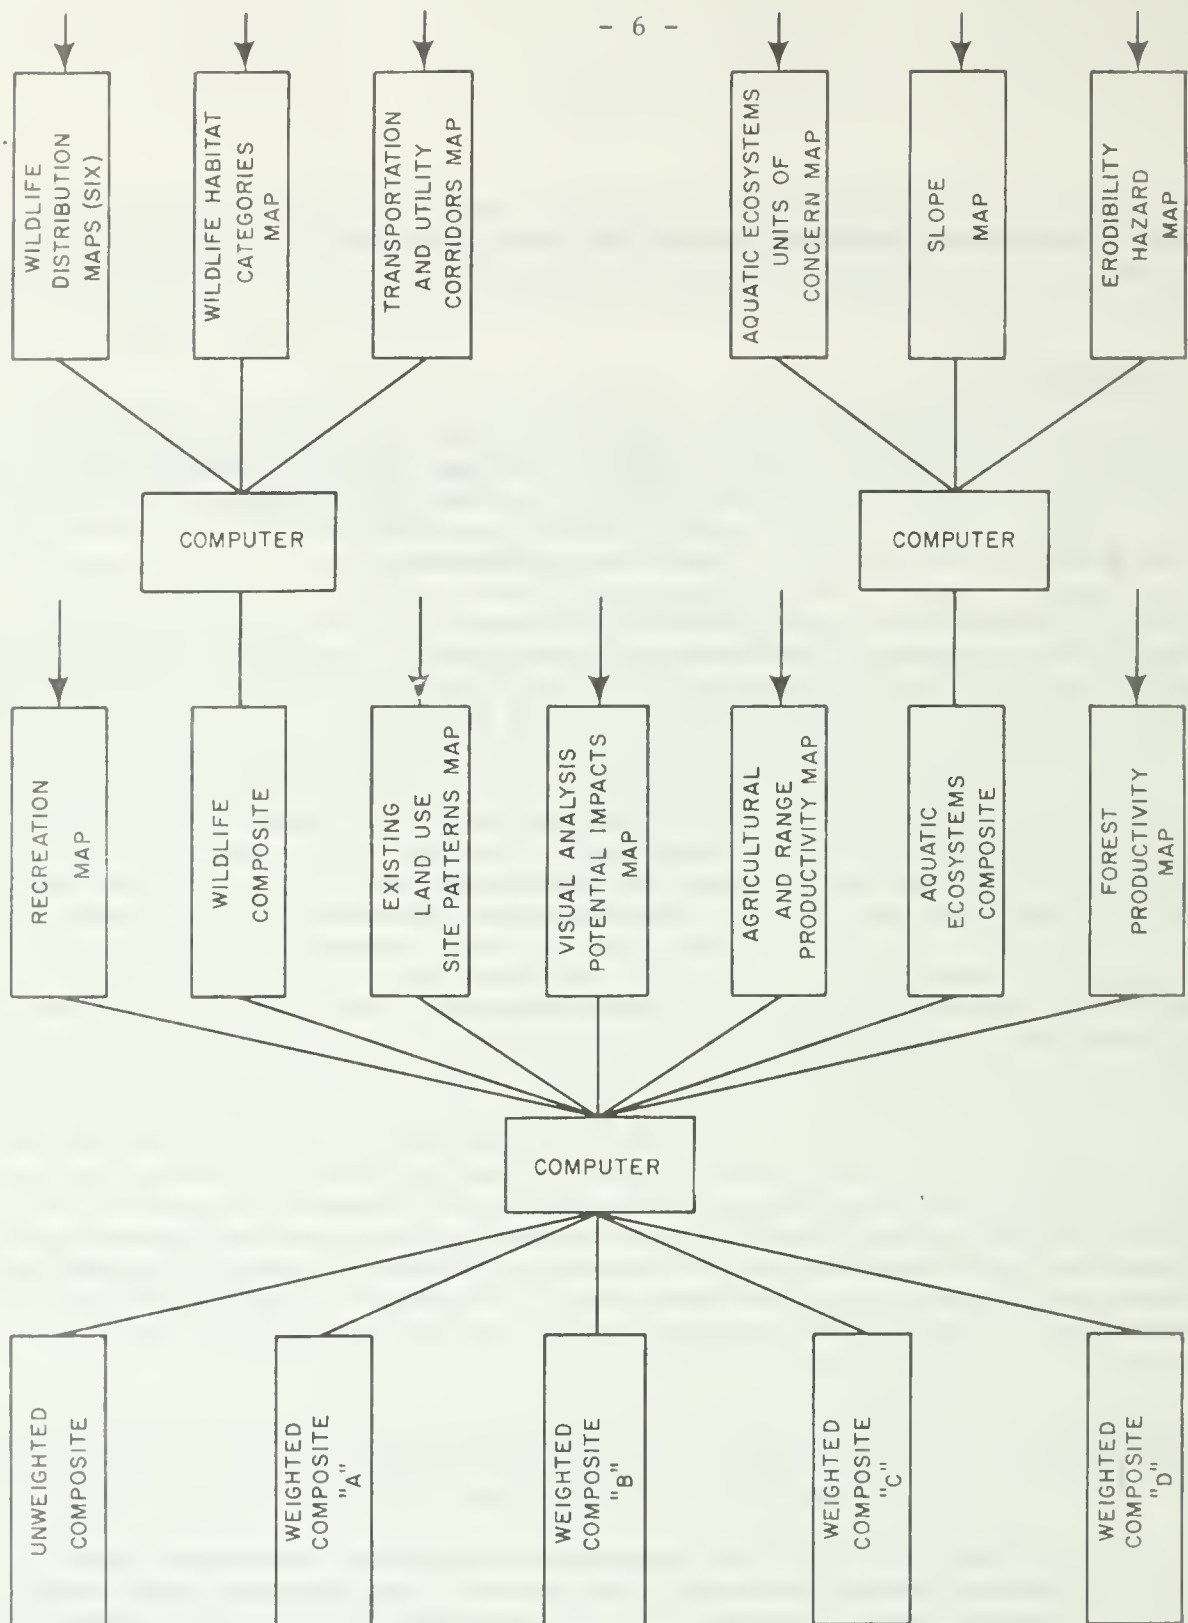 - 6 -
WILDLIFE
DISTRIBUTION
MAPS (SIX)
WILDLIFE HABITAT
CATEGORIES
MAP
TRANSPORTATION
AND UTILITY
CORRIDORS MAP
AQUATIC ECOSYSTEMS
UNITS OF
CONCERN MAP
SLOPE
MAP
ERODIBILITY
HAZARD
MAP
COMPUTER
COMPUTER
RECREATION
MAP
WILDLIFE
COMPOSITE
EXISTING
LAND USE
SITE PATTERNS MAP
VISUAL ANALYSIS
POTENTIAL IMPACTS
MAP
AGRICULTURAL
AND RANGE
PRODUCTIVITY MAP
AQUATIC
ECOSYSTEMS
COMPOSITE
FOREST
PRODUCTIVITY
MAP
COMPUTER
UNWEIGHTED
COMPOSITE
WEIGHTED
COMPOSITE
"A"
WEIGHTED
COMPOSITE
"B"
WEIGHTED
COMPOSITE
"C"
WEIGHTED
COMPOSITE
"D"